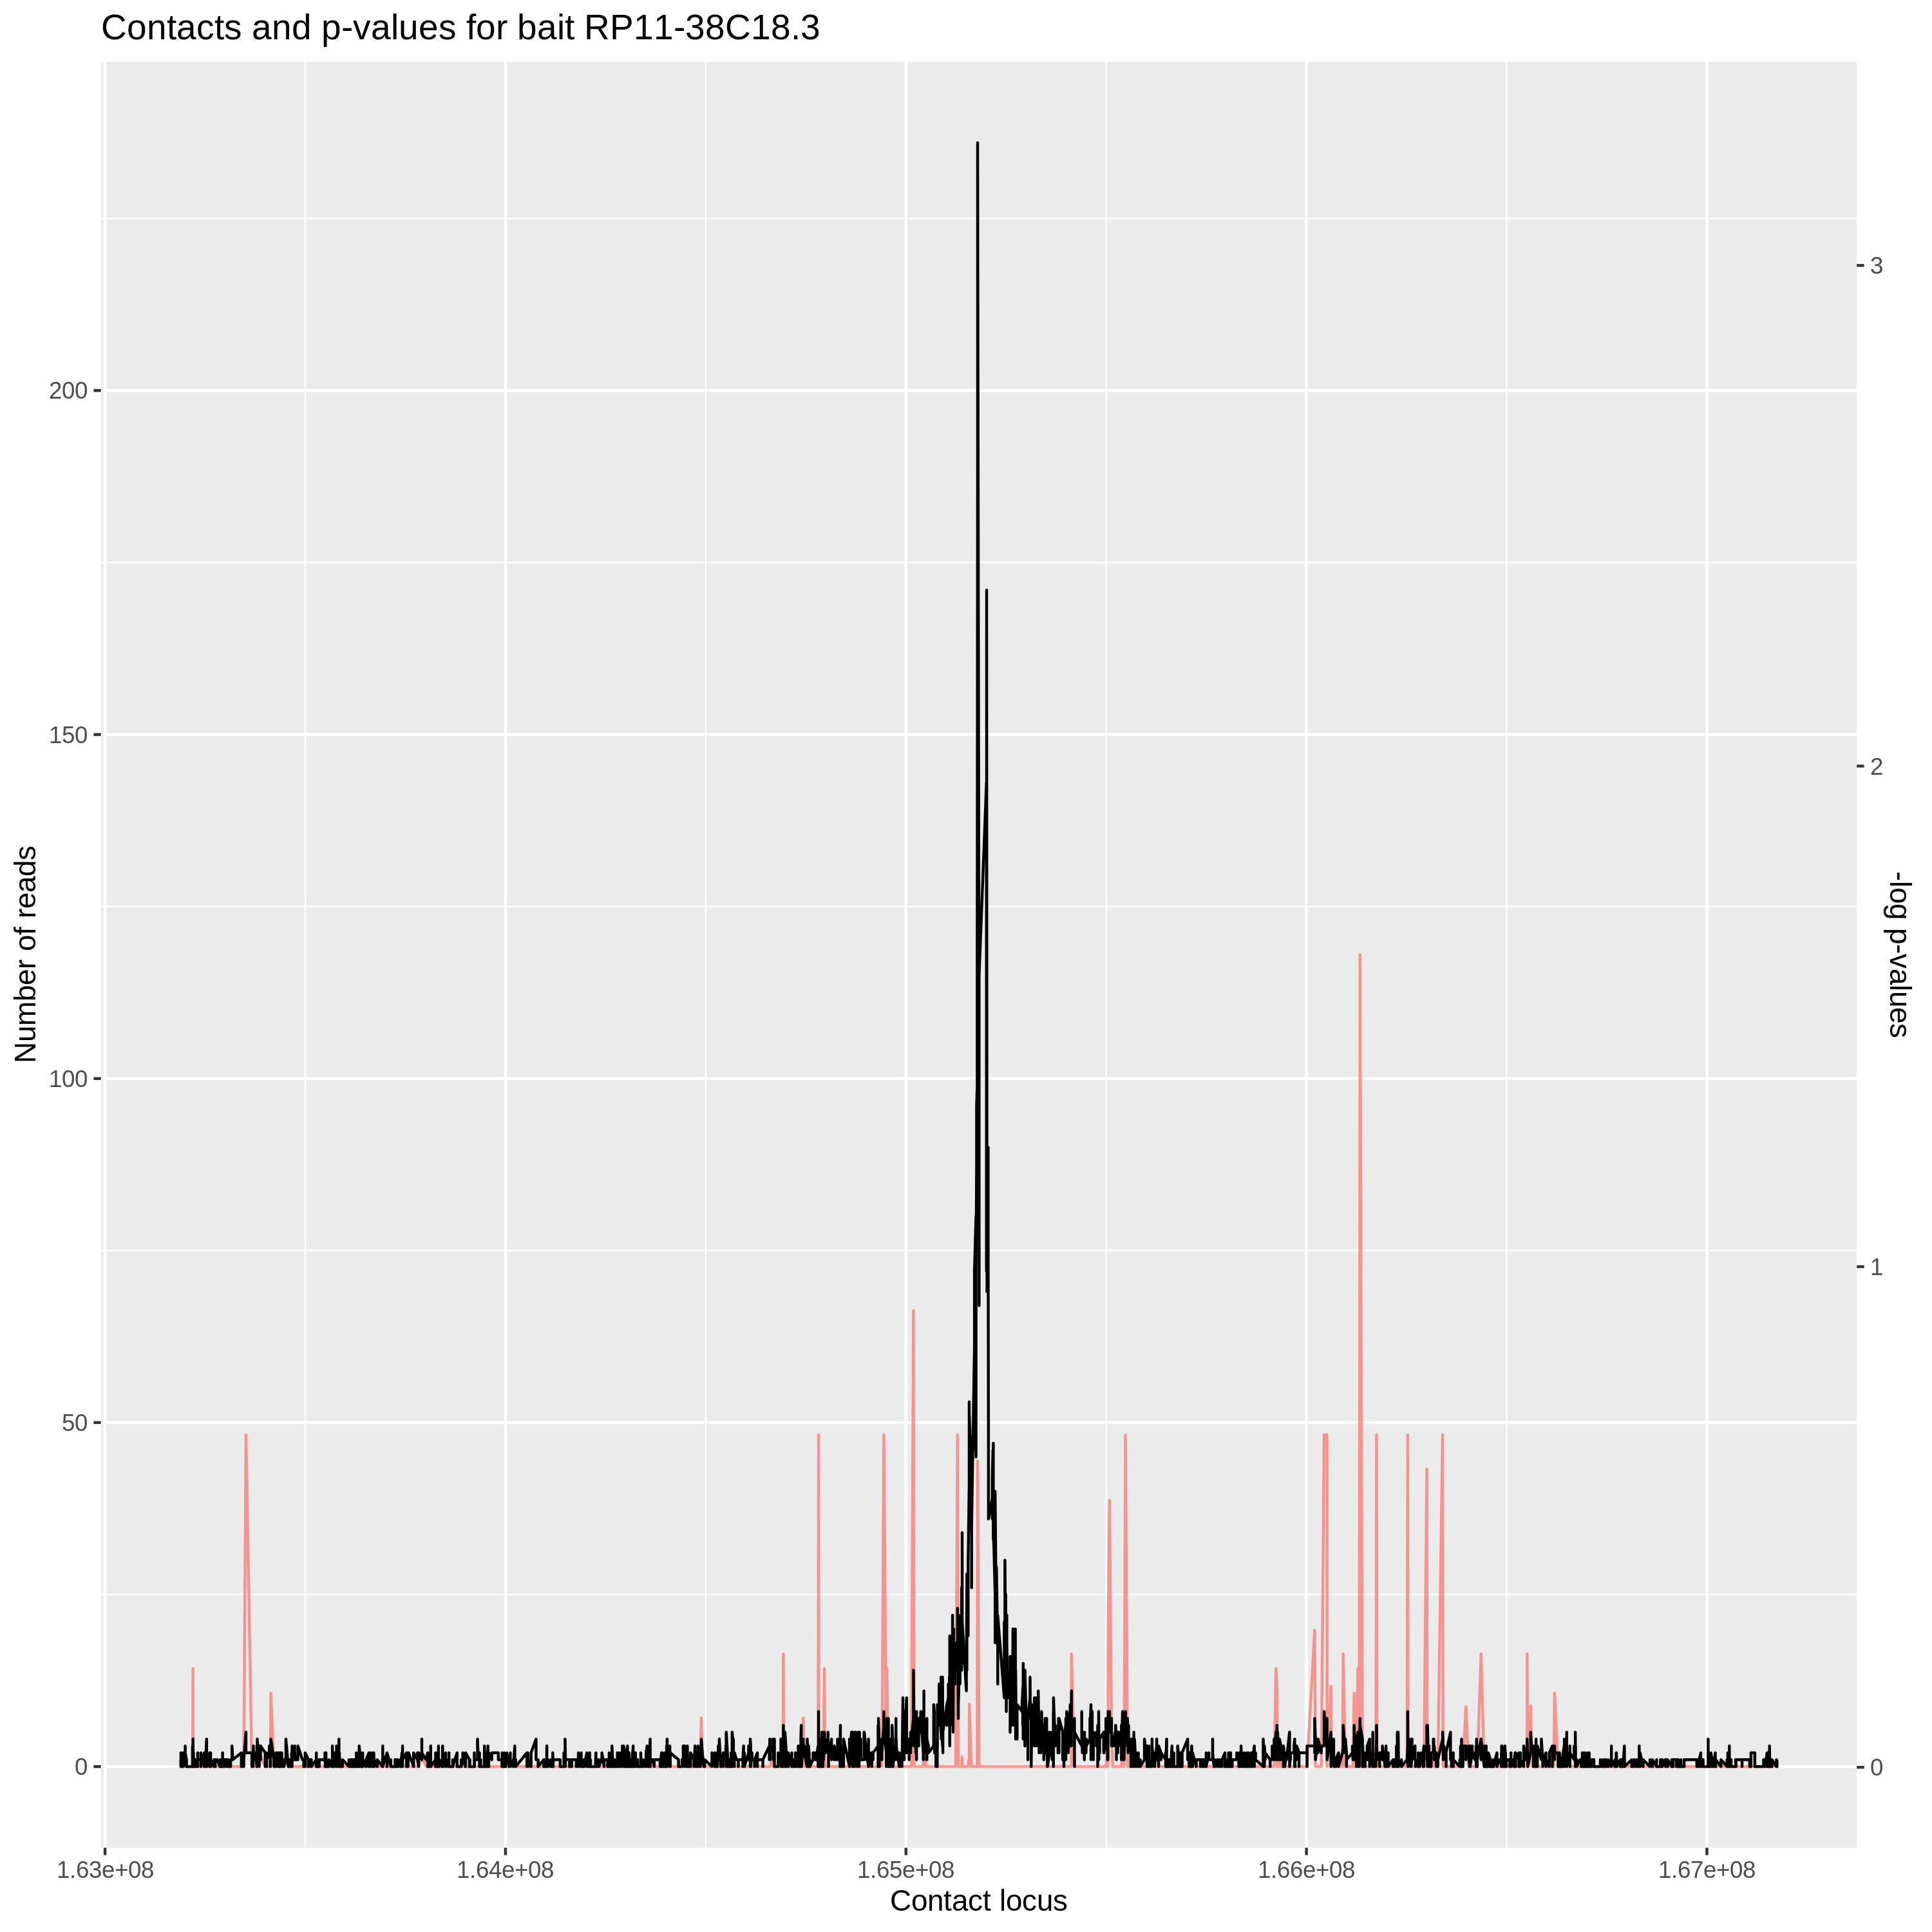 Contacts and p-values for bait RP11-38C18.3
Number of reads
200
150
100
50
0
3
2
1
0
-log p-values
1.63e+08
1.64e+08
1.65e+08
1.66e+08
1.67e+08
Contact locus